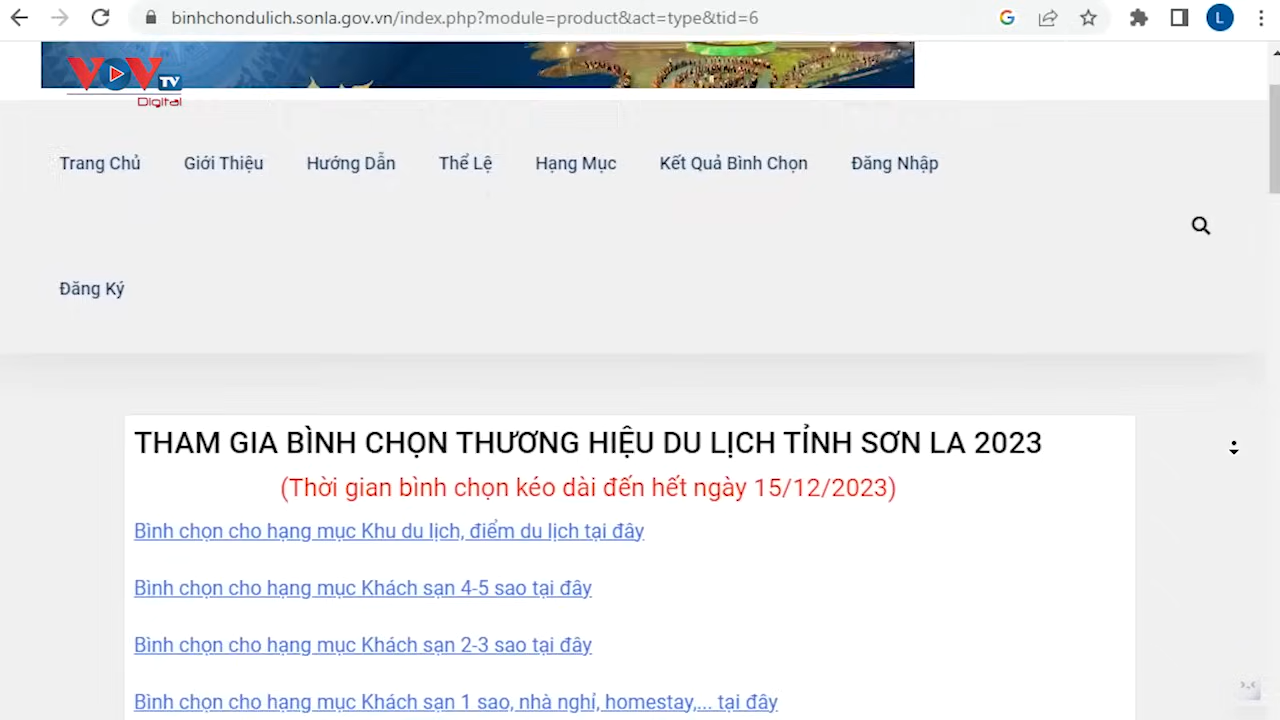 binhchondulich.sonla.gov.vn/index.php?module=product&act=type&tid=6
L
VOV TV
Digital
Trang Chủ Giới Thiệu Hướng Dẫn Thể Lệ Hạng Mục Kết Quả Bình Chọn Đăng Nhập
Đăng Ký
THAM GIA BÌNH CHỌN THƯƠNG HIỆU DU LỊCH TỈNH SƠN LA 2023
(Thời gian bình chọn kéo dài đến hết ngày 15/12/2023)
Bình chọn cho hạng mục Khu du lịch, điểm du lịch tại đây
Bình chọn cho hạng mục Khách sạn 4-5 sao tại đây
Bình chọn cho hạng mục Khách sạn 2-3 sao tại đây
Bình chọn cho hạng mục Khách sạn 1 sao, nhà nghỉ, homestay,... tại đây